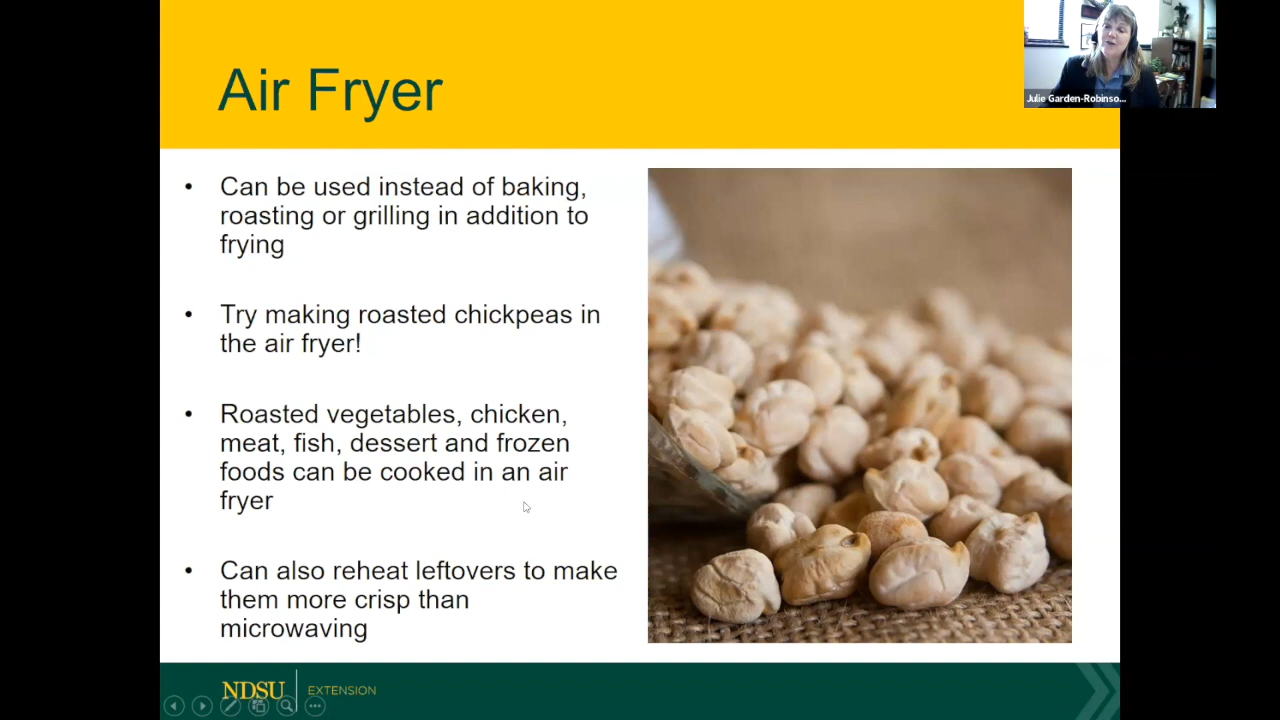 Air Fryer
Julie Garden-Robinso...
• Can be used instead of baking,
roasting or grilling in addition to
frying
• Try making roasted chickpeas in
the air fryer!
• Roasted vegetables, chicken,
meat, fish, dessert and frozen
foods can be cooked in an air
fryer
• Can also reheat leftovers to make
them more crisp than
microwaving
NDSU EXTENSION